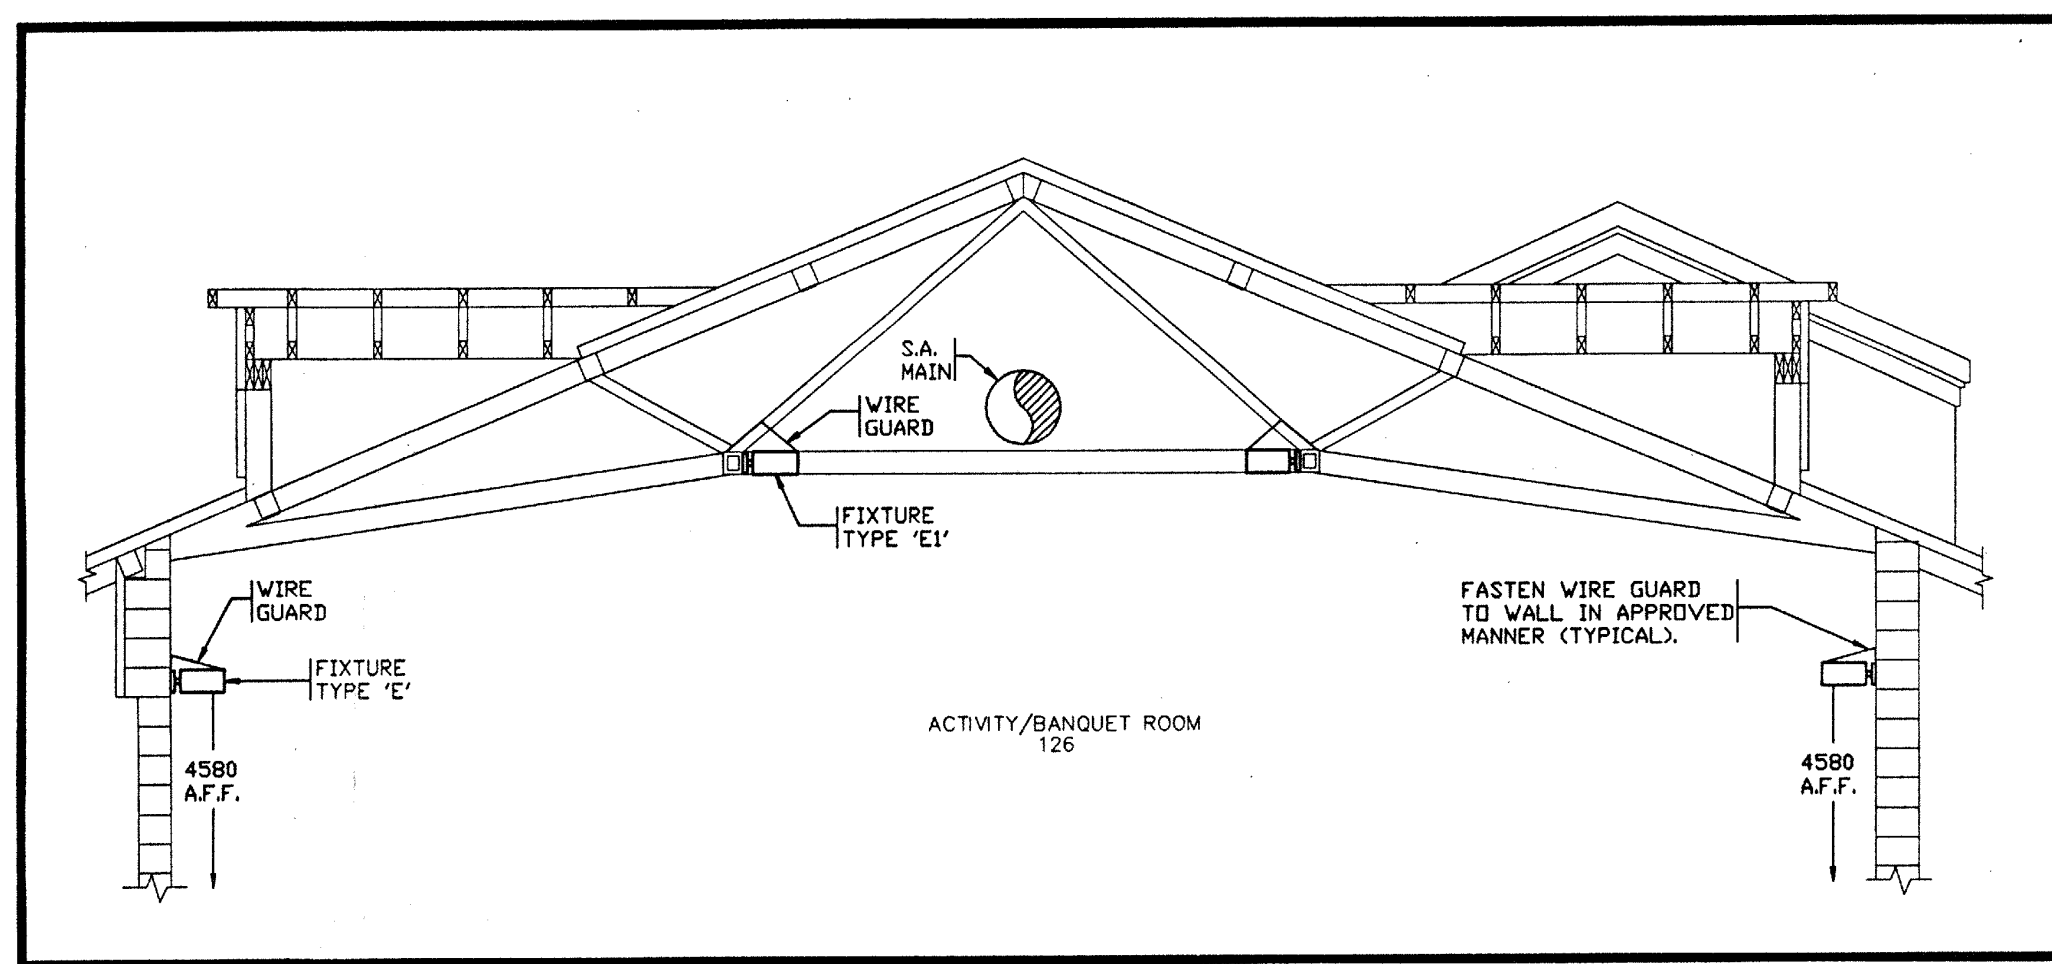 S.A.
MAIN
WIRE
GUARD
FIXTURE
TYPE 'E1'
WIRE
GUARD
FIXTURE
TYPE 'E'
4580
A.F.F.
ACTIVITY/BANQUET ROOM
126
FASTEN WIRE GUARD
TO WALL IN APPROVED
MANNER (TYPICAL).
4580
A.F.F.